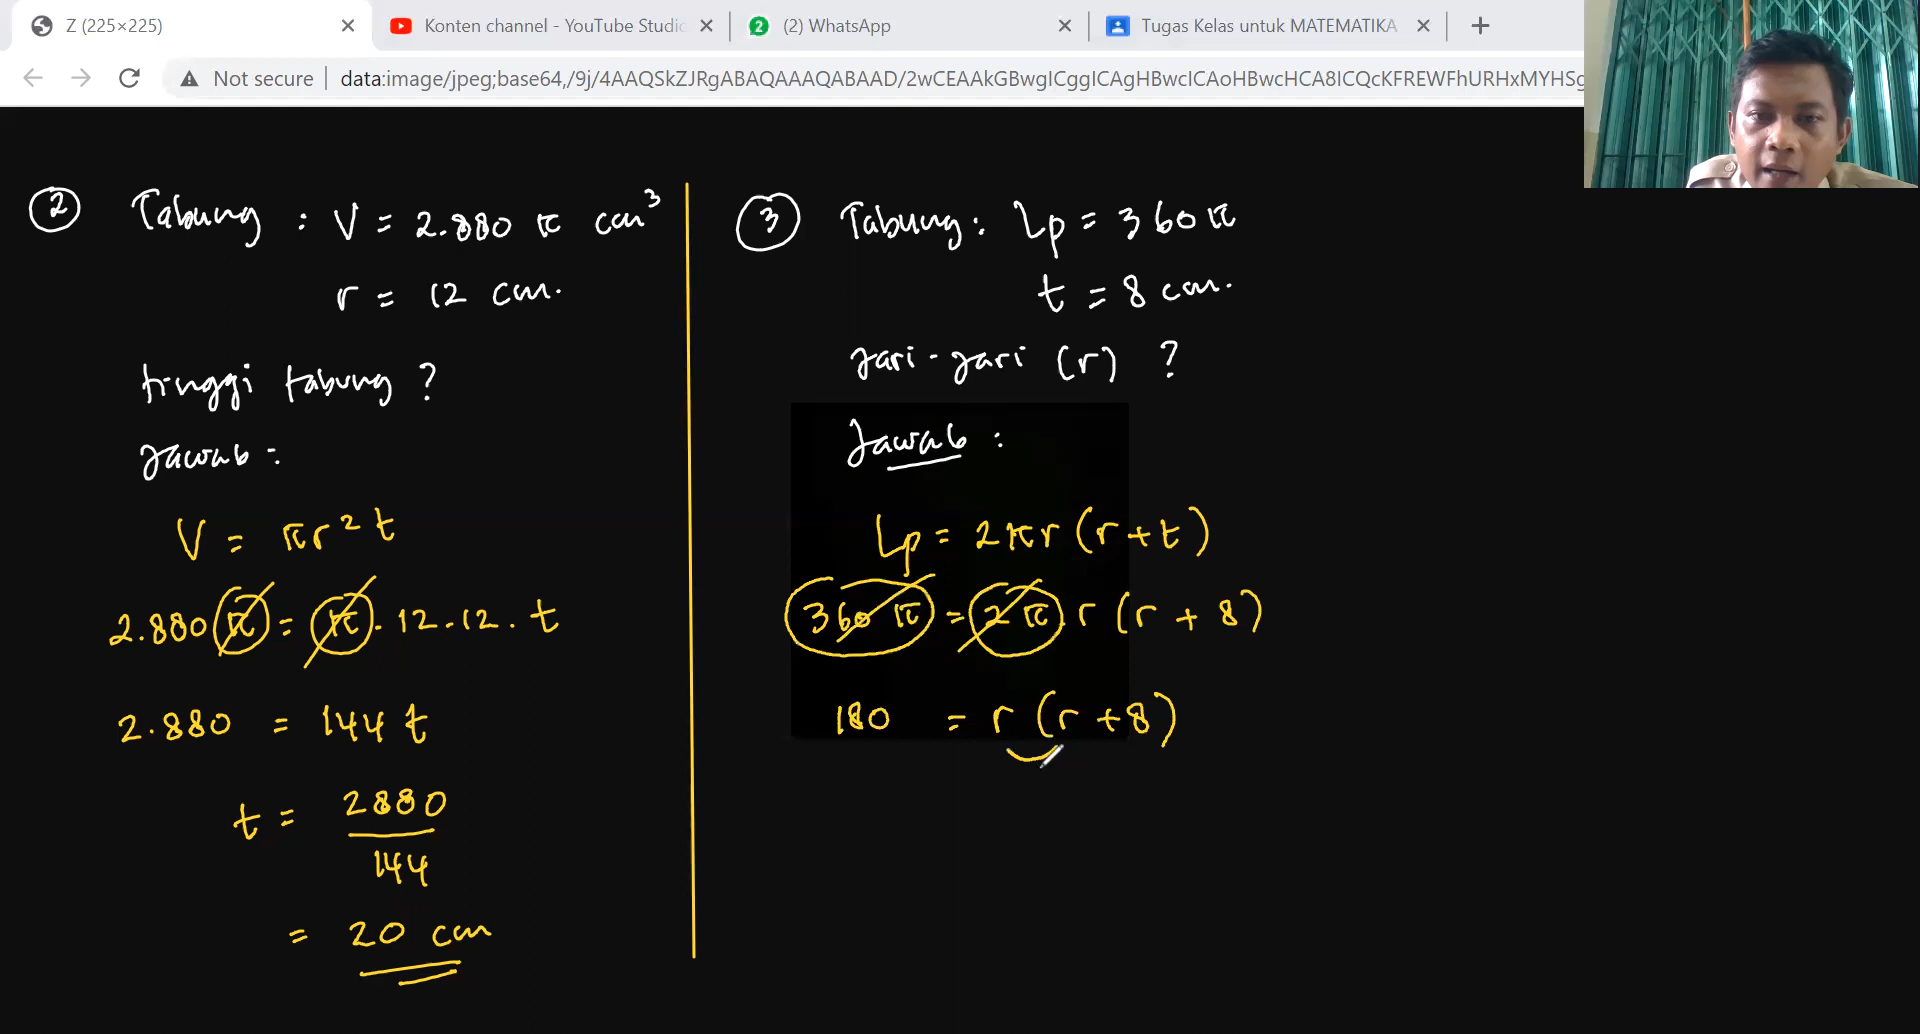 Z (225×225)
Konten channel - YouTube Studio
(2) WhatsApp
Tugas Kelas untuk MATEMATIKA
Not secure
data:image/jpeg;base64,/9j/4AAQSkZJRgABAQAAAQABAAD/2wCEAAkGBwgICggICAgHBwcICAoHBwcHCA8ICQcKFREWFhURHxMYHSg
② Tabung : V = 2.880 π cm³
r = 12 cm.
tinggi tabung ?
Jawab :
V = πr² t
2.880 π = π . 12 . 12 . t
2.880 = 144 t
t = 2880
144
= 20 cm
③ Tabung : Lp = 360 π
t = 8 cm.
Jari-jari (r) ?
Jawab :
Lp = 2πr (r + t)
360 π = 2 π . r (r + 8)
180 = r (r + 8)